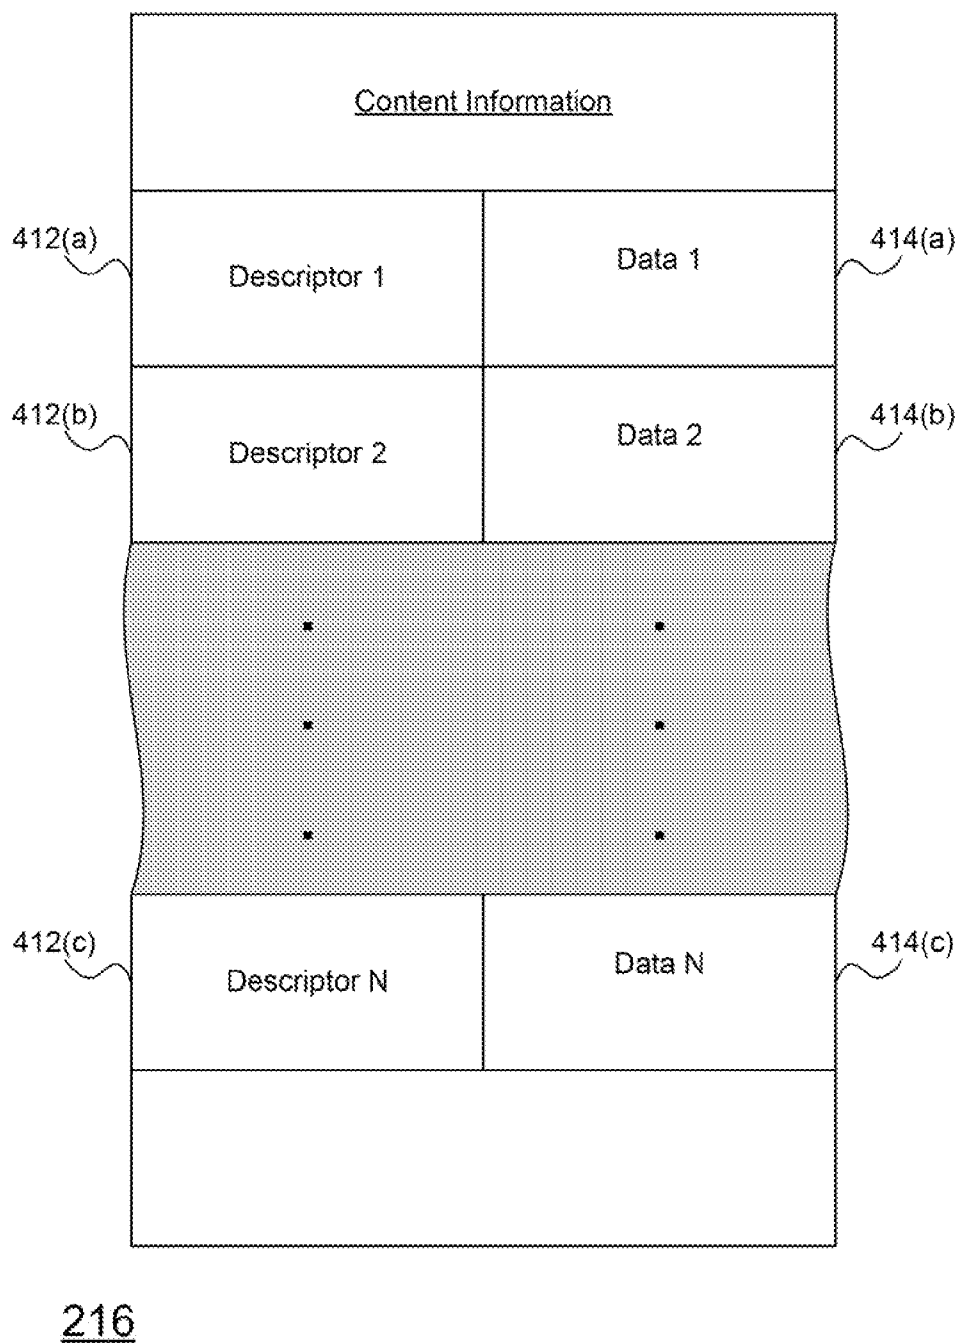 Content Information
412(a)
Descriptor 1
Data 1
414(a)
412(b)
Descriptor 2
Data 2
414(b)
412(c)
Descriptor N
Data N
414(c)
216